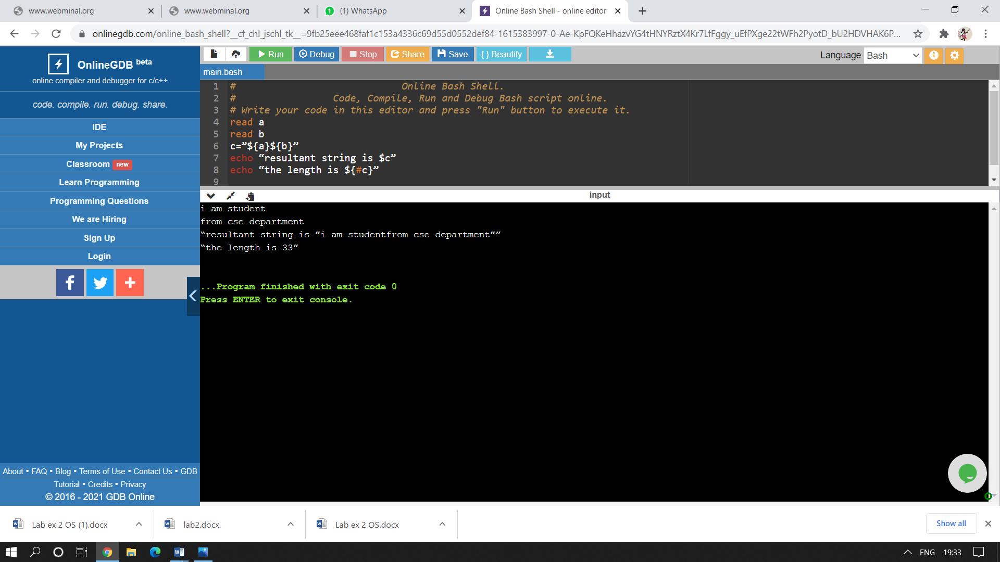 www.webminal.org
www.webminal.org
1 (1) WhatsApp
Online Bash Shell - online editor
onlinegdb.com/online_bash_shell?__cf_chl_jschl_tk__=9fb25eee468faf1c153a4336c69d55d0552def84-1615383997-0-Ae-KpFQKeHhazvYG4tHNYRztX4Kr7LfFggy_uEfPXge22tWFh2PyotD_bU2HDVHAK6P...
OnlineGDB beta
online compiler and debugger for c/c++
code. compile. run. debug. share.
IDE
My Projects
Classroom new
Learn Programming
Programming Questions
We are Hiring
Sign Up
Login
About • FAQ • Blog • Terms of Use • Contact Us • GDB
Tutorial • Credits • Privacy
© 2016 - 2021 GDB Online
Run Debug Stop Share Save { } Beautify
Language Bash
main.bash
1 # Online Bash Shell.
2 # Code, Compile, Run and Debug Bash script online.
3 # Write your code in this editor and press "Run" button to execute it.
4 read a
5 read b
6 c=”${a}${b}”
7 echo “resultant string is $c”
8 echo “the length is ${#c}”
9
input
i am student
from cse department
“resultant string is ”i am studentfrom cse department””
“the length is 33”
...Program finished with exit code 0
Press ENTER to exit console.
Lab ex 2 OS (1).docx
lab2.docx
Lab ex 2 OS.docx
Show all
ENG 19:33